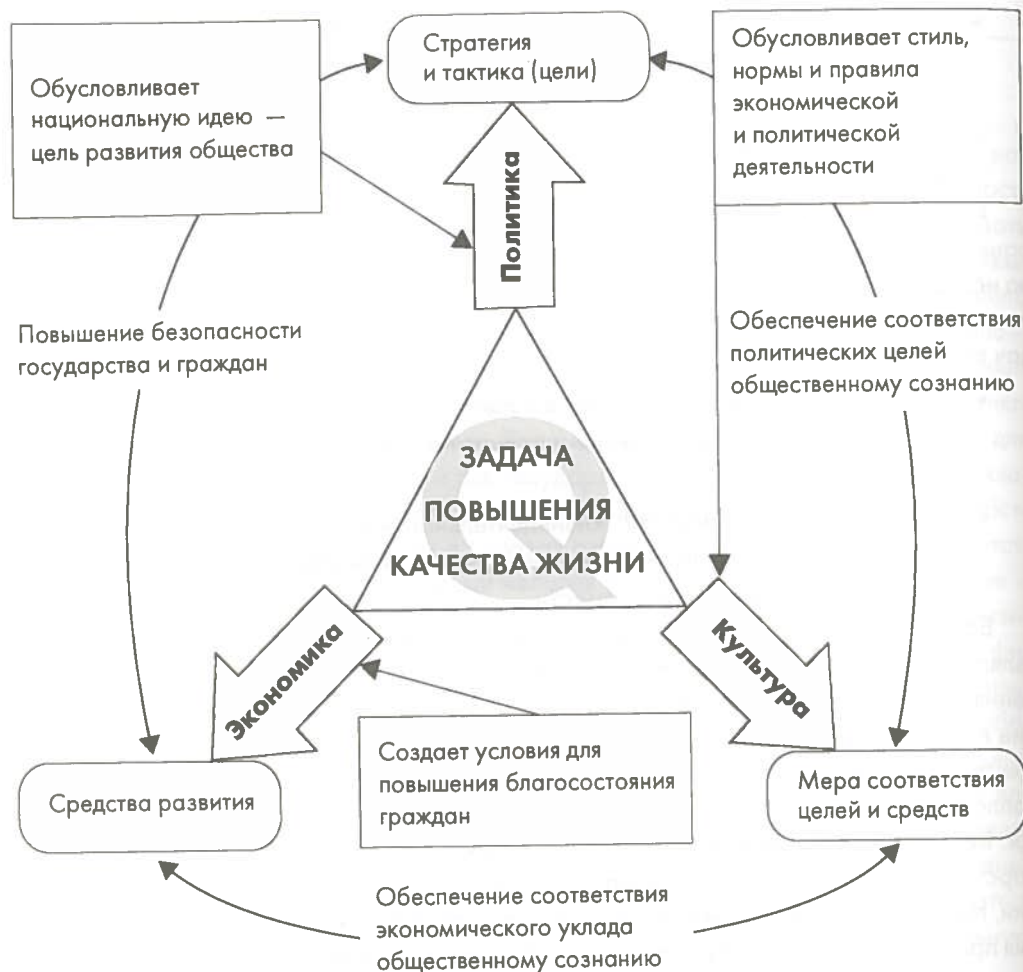 Стратегия
и тактика (цели)
Обусловливает
национальную идею —
цель развития общества
Обусловливает стиль,
нормы и правила
экономической
и политической
деятельности
Политика
Повышение безопасности
государства и граждан
Обеспечение соответствия
политических целей
общественному сознанию
ЗАДАЧА
ПОВЫШЕНИЯ
КАЧЕСТВА ЖИЗНИ
Q
Экономика
Культура
Средства развития
Создает условия для
повышения благосостояния
граждан
Мера соответствия
целей и средств
Обеспечение соответствия
экономического уклада
общественному сознанию